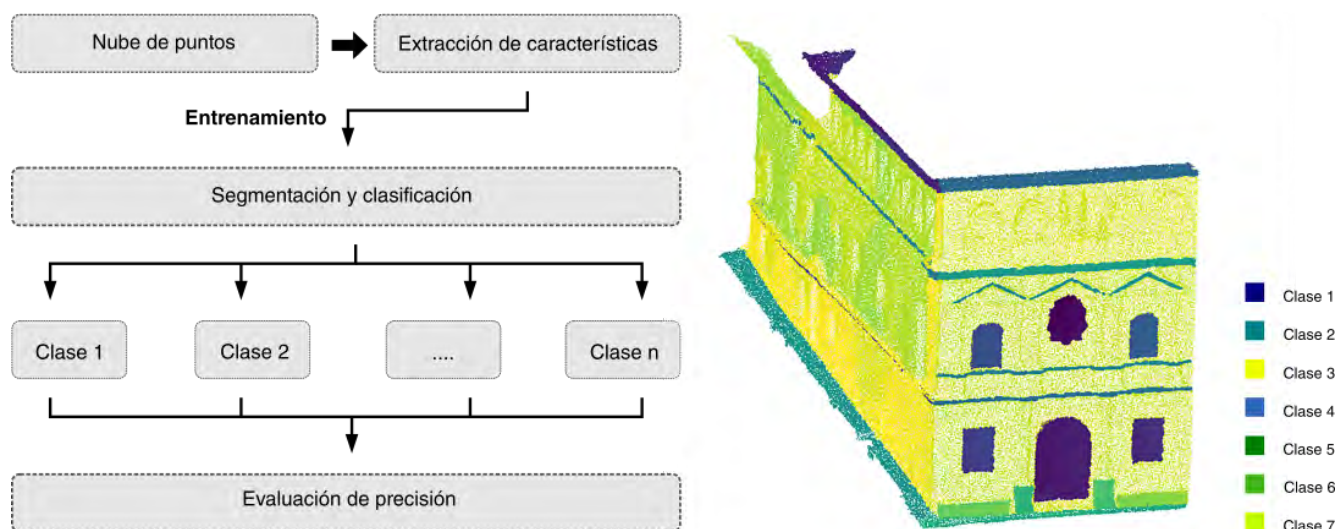 Nube de puntos
Extracción de características
Entrenamiento
Segmentación y clasificación
Clase 1
Clase 2
....
Clase n
Evaluación de precisión
Clase 1
Clase 2
Clase 3
Clase 4
Clase 5
Clase 6
Clase 7